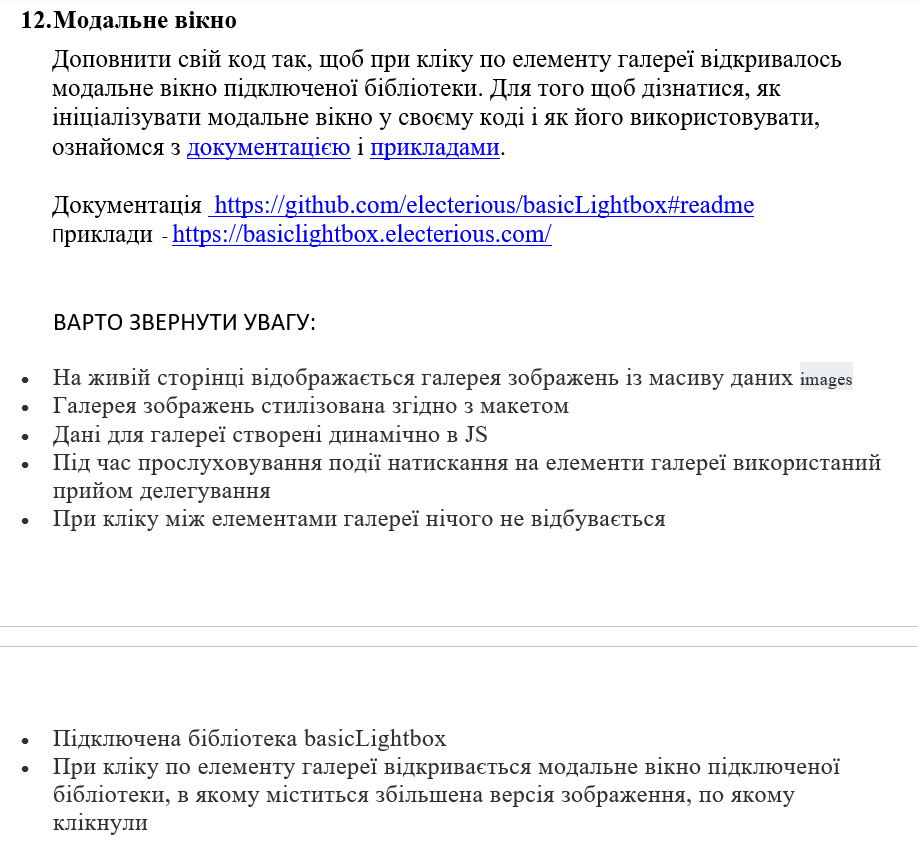 12.Модальне вікно
Доповнити свій код так, щоб при кліку по елементу галереї відкривалось
модальне вікно підключеної бібліотеки. Для того щоб дізнатися, як
ініціалізувати модальне вікно у своєму коді і як його використовувати,
ознайомся з документацією і прикладами.
Документація https://github.com/electerious/basicLightbox#readme
приклади - https://basiclightbox.electerious.com/
ВАРТО ЗВЕРНУТИ УВАГУ:
• На живій сторінці відображається галерея зображень із масиву даних images
• Галерея зображень стилізована згідно з макетом
• Дані для галереї створені динамічно в JS
• Під час прослуховування події натискання на елементи галереї використаний
прийом делегування
• При кліку між елементами галереї нічого не відбувається
• Підключена бібліотека basicLightbox
• При кліку по елементу галереї відкривається модальне вікно підключеної
бібліотеки, в якому міститься збільшена версія зображення, по якому
клікнули